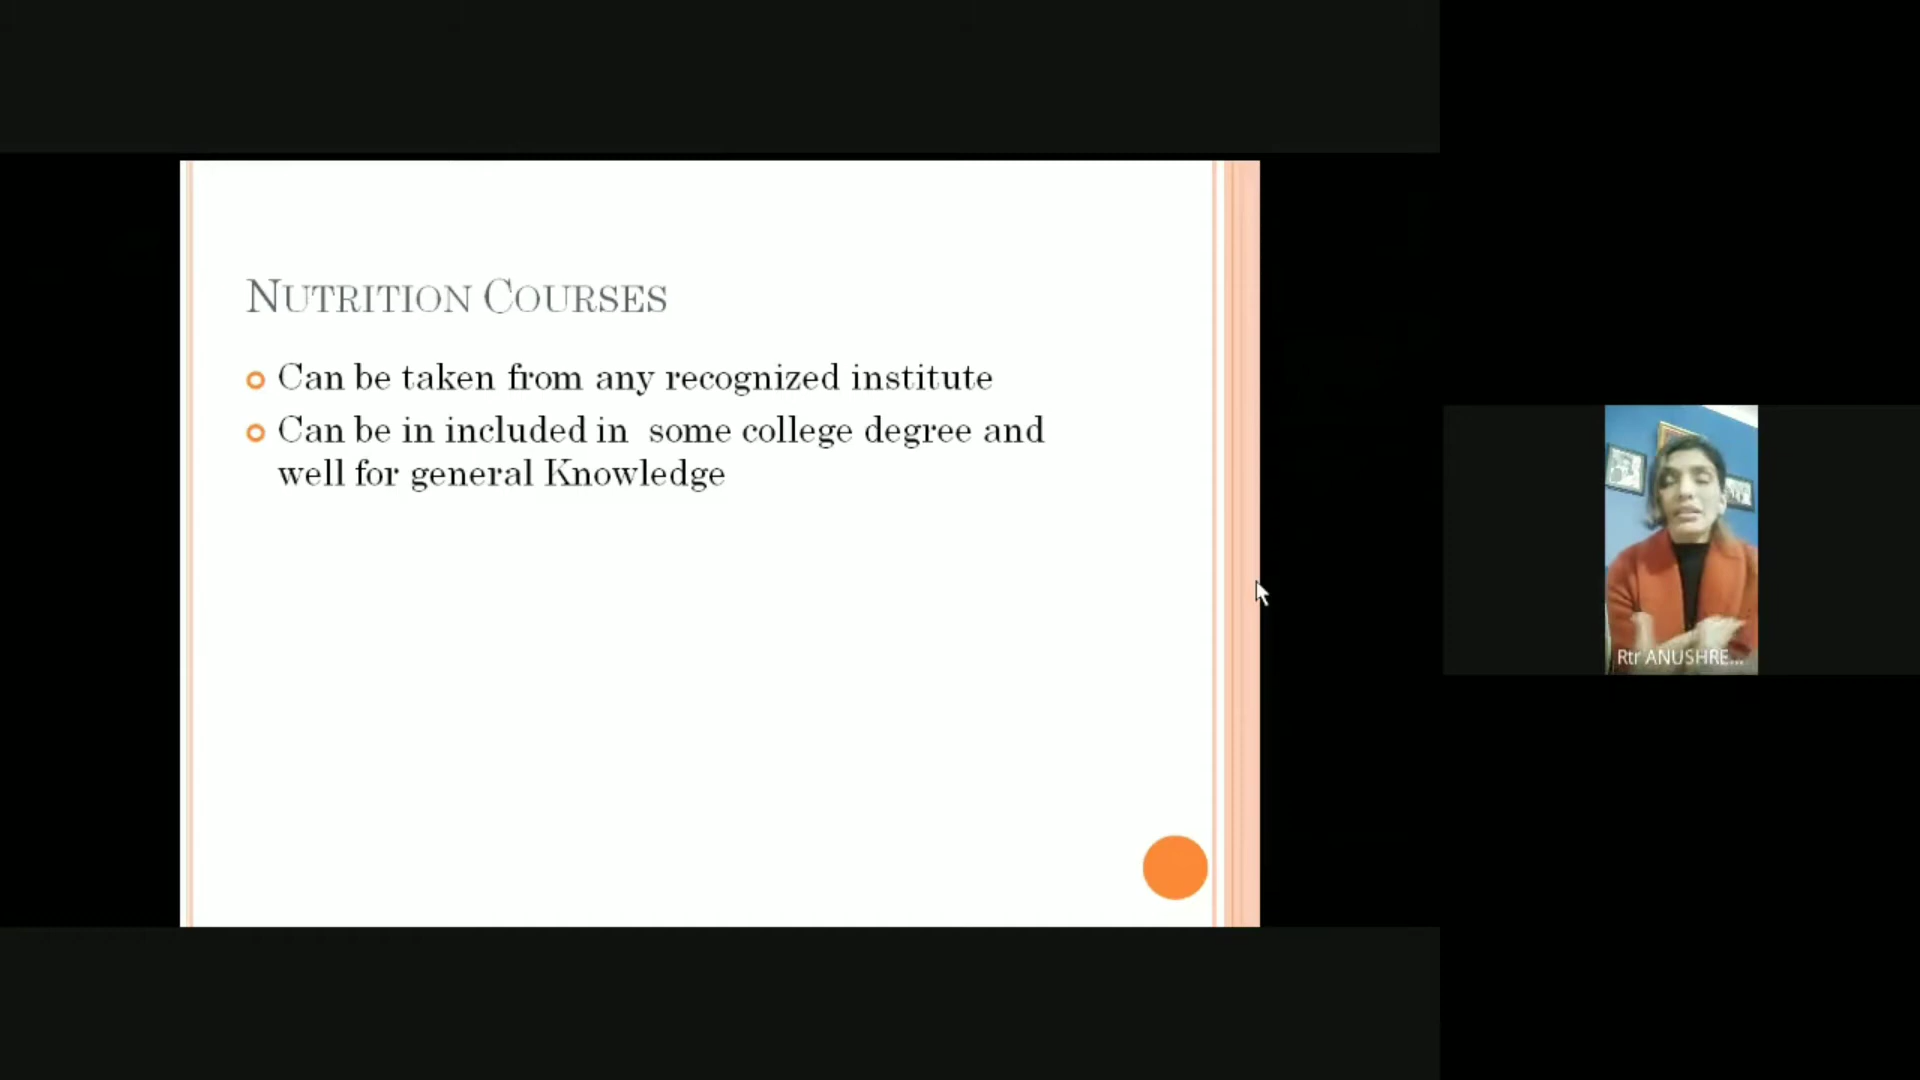 NUTRITION COURSES
Can be taken from any recognized institute
Can be in included in some college degree and
well for general Knowledge
Rtr ANUSHRE...